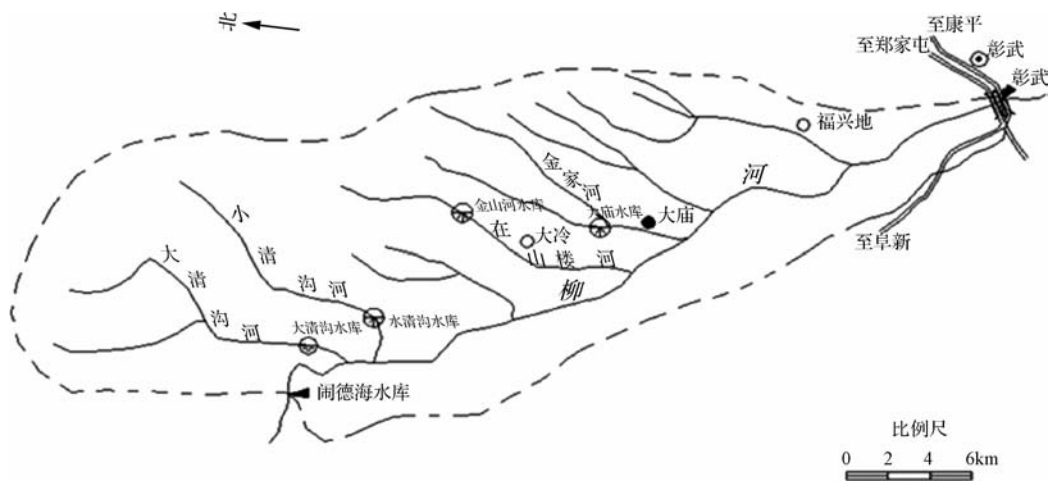 北
至康平
至郑家屯
彰武
彰武
福兴地
河
金家河
金山河水库
大庙水库
大庙
在山楼河
大冷
至阜新
小清沟河
柳
大清沟河
大清沟水库
水清沟水库
闹德海水库
比例尺
0 2 4 6km